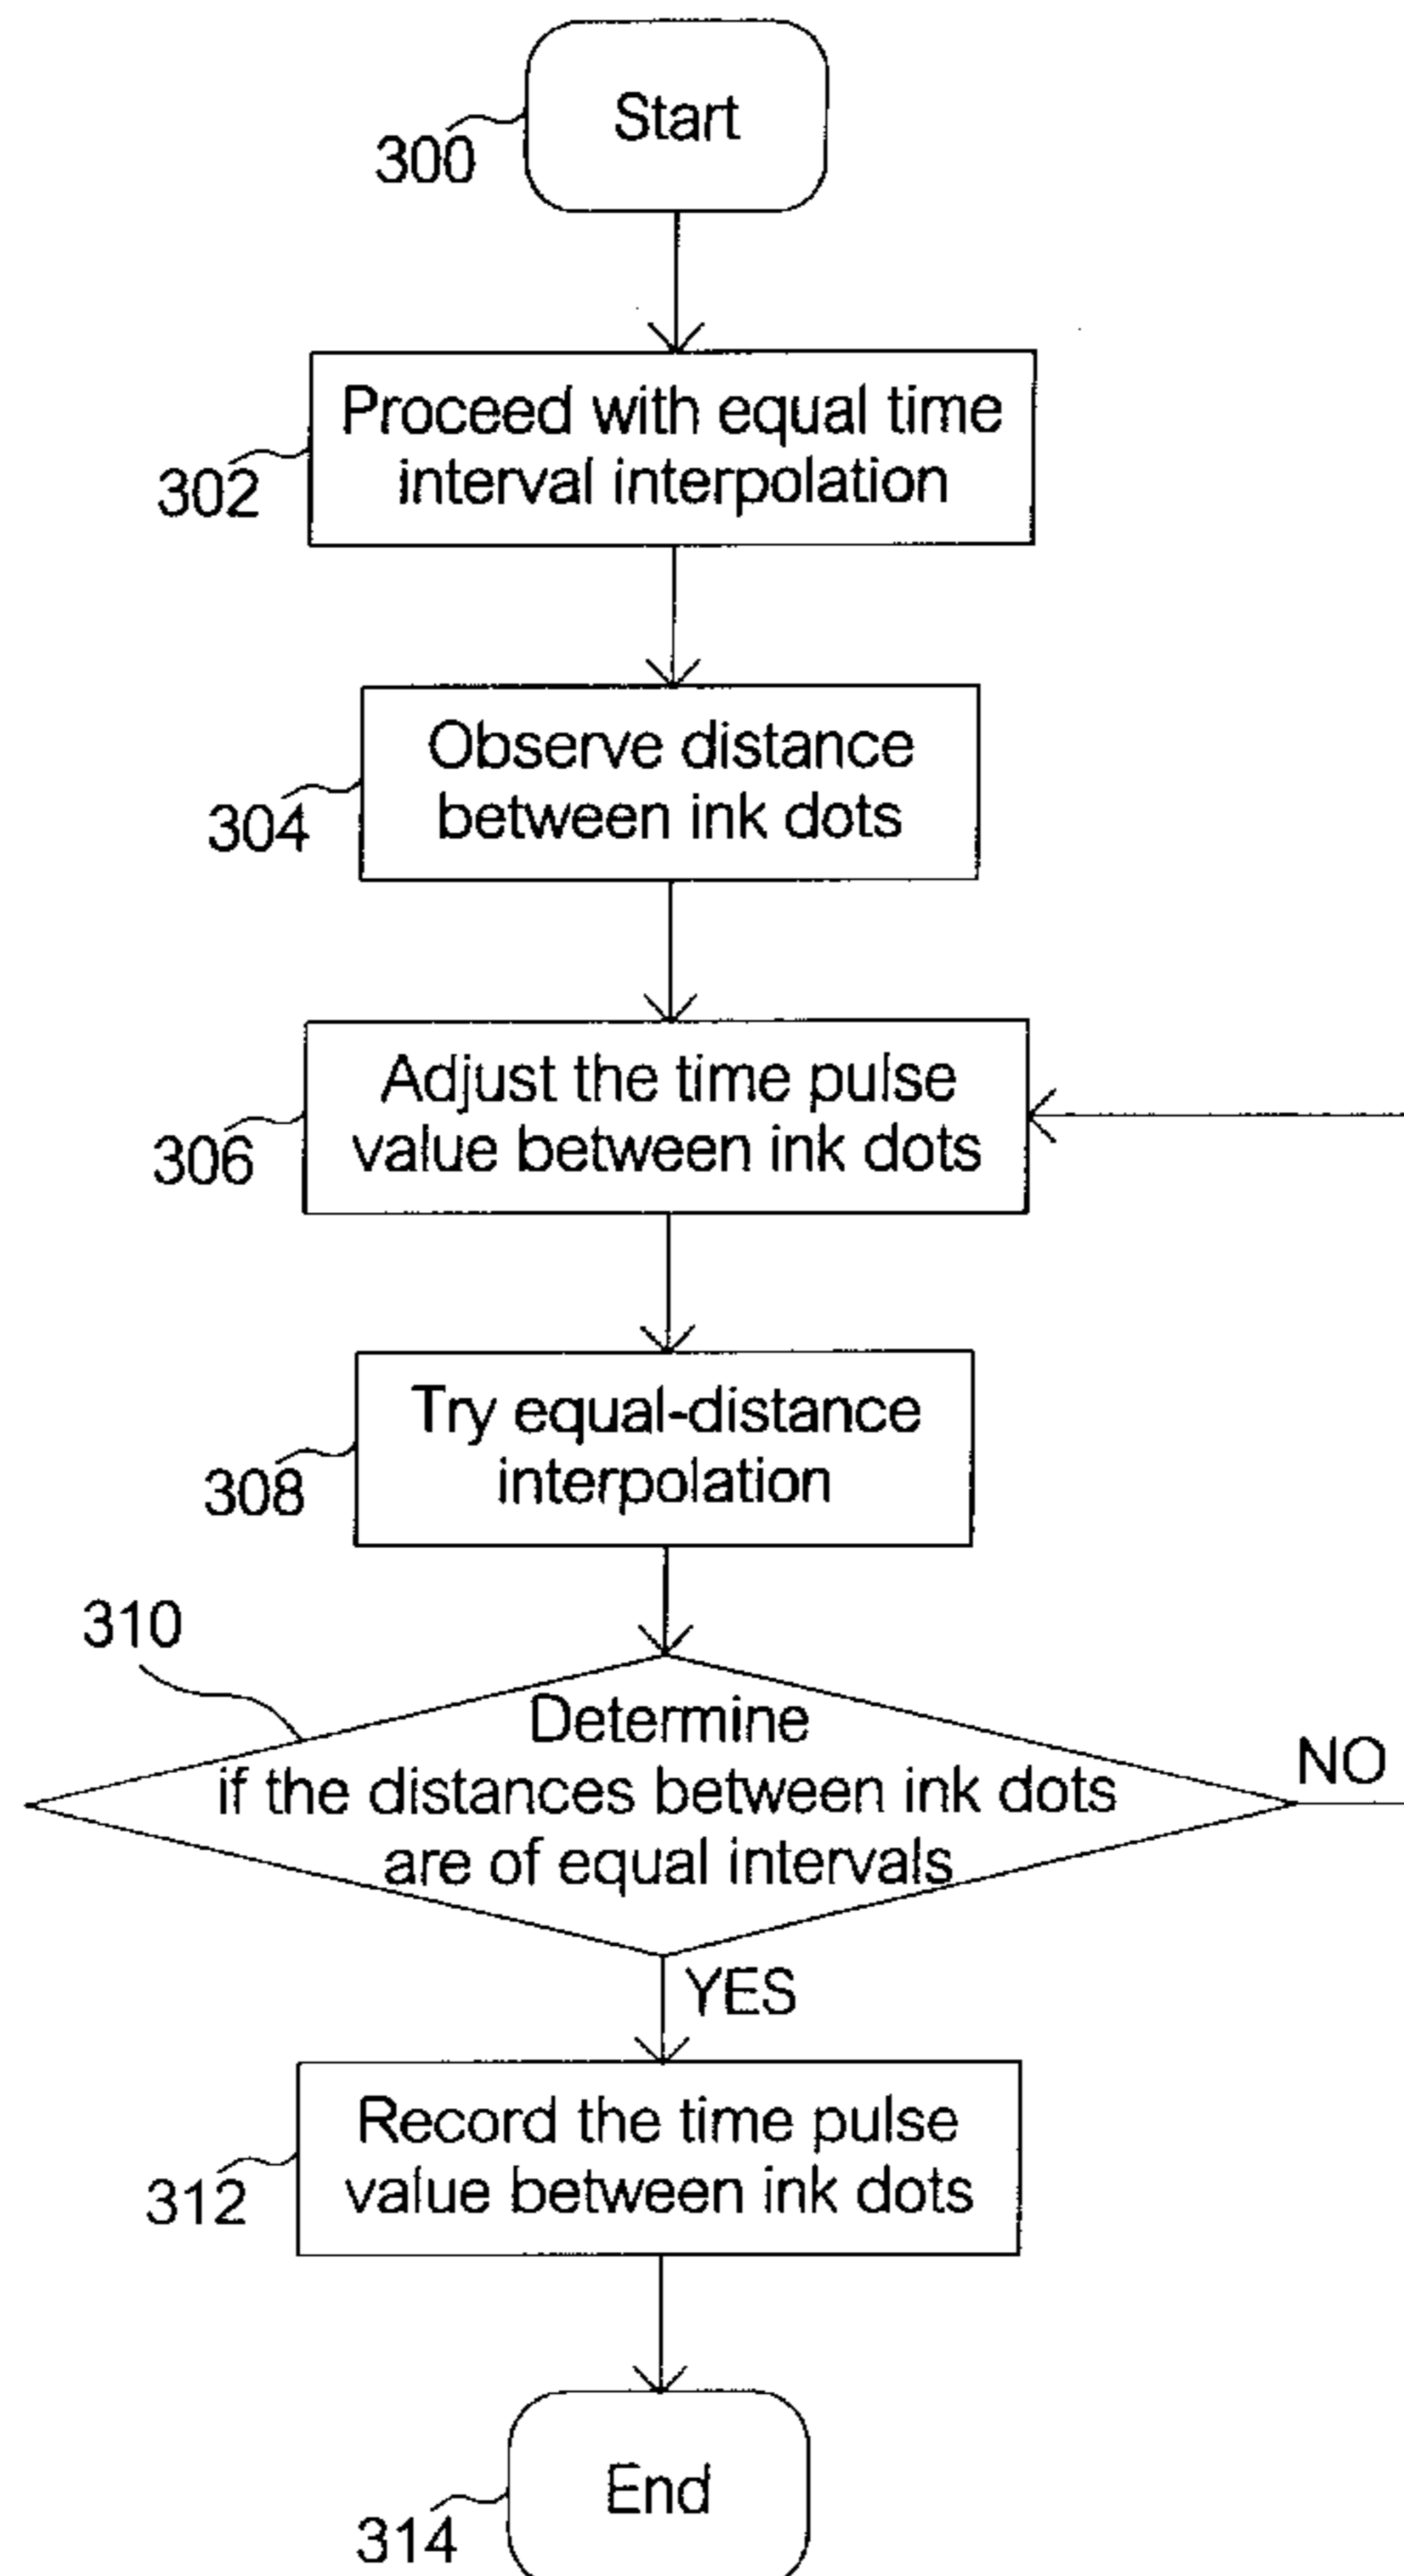 Start
300
Proceed with equal time
interval interpolation
302
Observe distance
between ink dots
304
Adjust the time pulse
value between ink dots
306
Try equal-distance
interpolation
308
310
Determine
if the distances between ink dots
are of equal intervals
NO
YES
Record the time pulse
value between ink dots
312
End
314